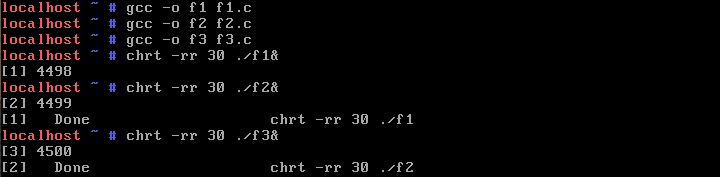 localhost ~ # gcc -o f1 f1.c
localhost ~ # gcc -o f2 f2.c
localhost ~ # gcc -o f3 f3.c
localhost ~ # chrt -rr 30 ./f1&
[1] 4498
localhost ~ # chrt -rr 30 ./f2&
[2] 4499
[1]   Done                    chrt -rr 30 ./f1
localhost ~ # chrt -rr 30 ./f3&
[3] 4500
[2]   Done                    chrt -rr 30 ./f2